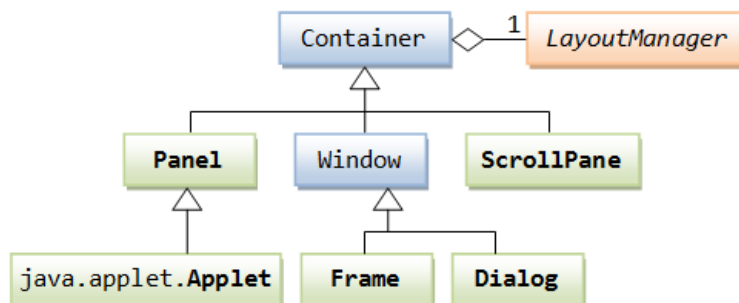 Container
1
LayoutManager
Panel
Window
ScrollPane
java.applet.Applet
Frame
Dialog